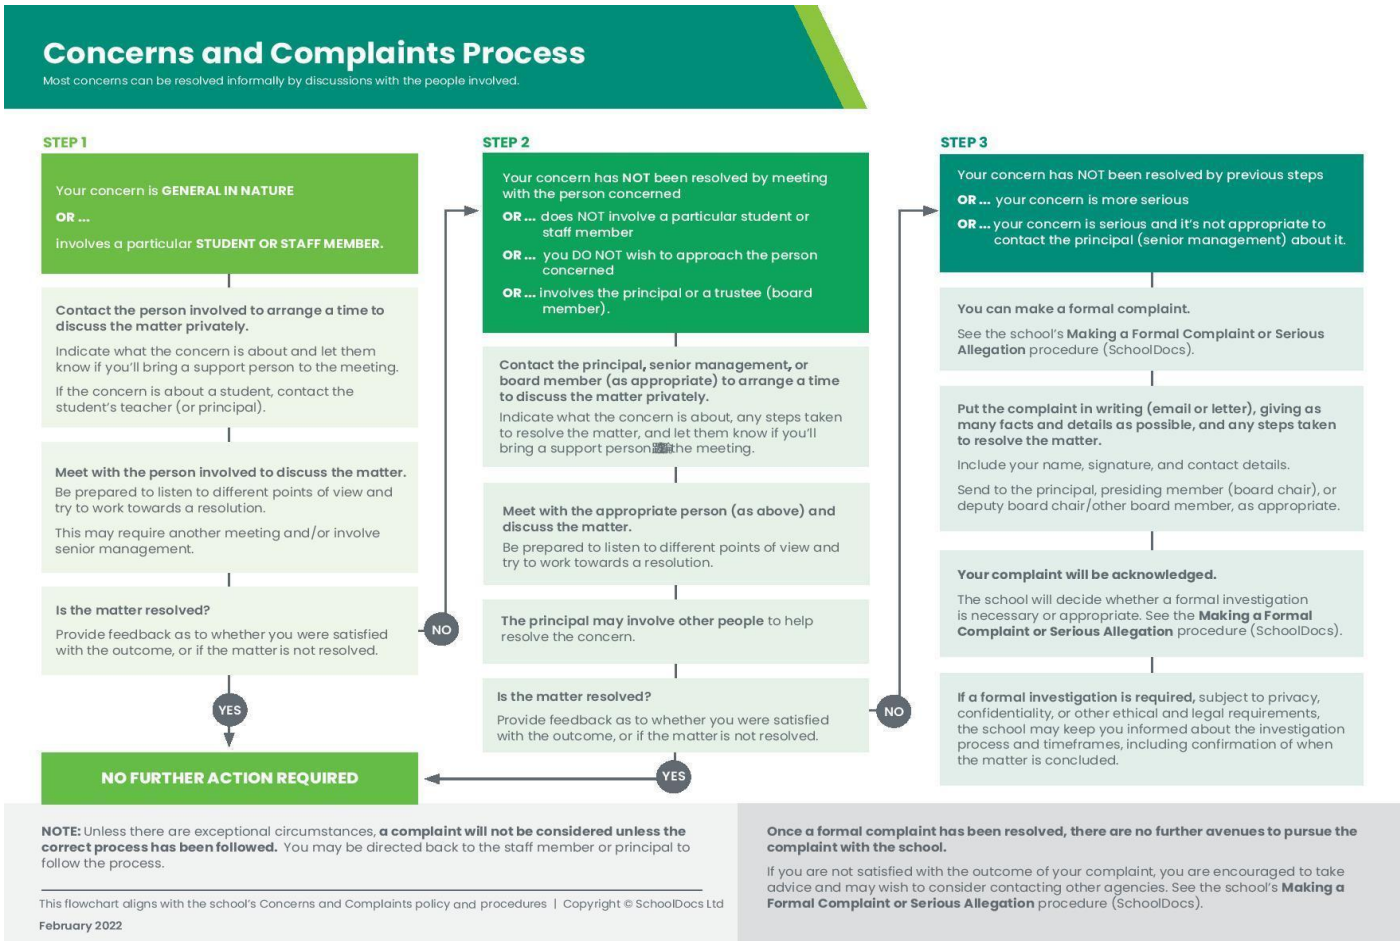 Concerns and Complaints Process
Most concerns can be resolved informally by discussions with the people involved.
STEP 1
Your concern is GENERAL IN NATURE
OR ...
involves a particular STUDENT OR STAFF MEMBER.
Contact the person involved to arrange a time to
discuss the matter privately.
Indicate what the concern is about and let them
know if you'll bring a support person to the meeting.
If the concern is about a student, contact the
student's teacher (or principal).
Meet with the person involved to discuss the matter.
Be prepared to listen to different points of view and
try to work towards a resolution.
This may require another meeting and/or involve
senior management.
Is the matter resolved?
Provide feedback as to whether you were satisfied
with the outcome, or if the matter is not resolved.
NO
YES
NO FURTHER ACTION REQUIRED
STEP 2
Your concern has NOT been resolved by meeting
with the person concerned
OR ... does NOT involve a particular student or
staff member
OR ... you DO NOT wish to approach the person
concerned
OR ... involves the principal or a trustee (board
member).
Contact the principal, senior management, or
board member (as appropriate) to arrange a time
to discuss the matter privately.
Indicate what the concern is about, any steps taken
to resolve the matter, and let them know if you'll
bring a support person the meeting.
Meet with the appropriate person (as above) and
discuss the matter.
Be prepared to listen to different points of view and
try to work towards a resolution.
The principal may involve other people to help
resolve the concern.
Is the matter resolved?
Provide feedback as to whether you were satisfied
with the outcome, or if the matter is not resolved.
NO
YES
STEP 3
Your concern has NOT been resolved by previous steps
OR ... your concern is more serious
OR ... your concern is serious and it's not appropriate to
contact the principal (senior management) about it.
You can make a formal complaint.
See the school's Making a Formal Complaint or Serious
Allegation procedure (SchoolDocs).
Put the complaint in writing (email or letter), giving as
many facts and details as possible, and any steps taken
to resolve the matter.
Include your name, signature, and contact details.
Send to the principal, presiding member (board chair), or
deputy board chair/other board member, as appropriate.
Your complaint will be acknowledged.
The school will decide whether a formal investigation
is necessary or appropriate. See the Making a Formal
Complaint or Serious Allegation procedure (SchoolDocs).
If a formal investigation is required, subject to privacy,
confidentiality, or other ethical and legal requirements,
the school may keep you informed about the investigation
process and timeframes, including confirmation of when
the matter is concluded.
NOTE: Unless there are exceptional circumstances, a complaint will not be considered unless the
correct process has been followed. You may be directed back to the staff member or principal to
follow the process.
This flowchart aligns with the school's Concerns and Complaints policy and procedures | Copyright © SchoolDocs Ltd
February 2022
Once a formal complaint has been resolved, there are no further avenues to pursue the
complaint with the school.
If you are not satisfied with the outcome of your complaint, you are encouraged to take
advice and may wish to consider contacting other agencies. See the school's Making a
Formal Complaint or Serious Allegation procedure (SchoolDocs).